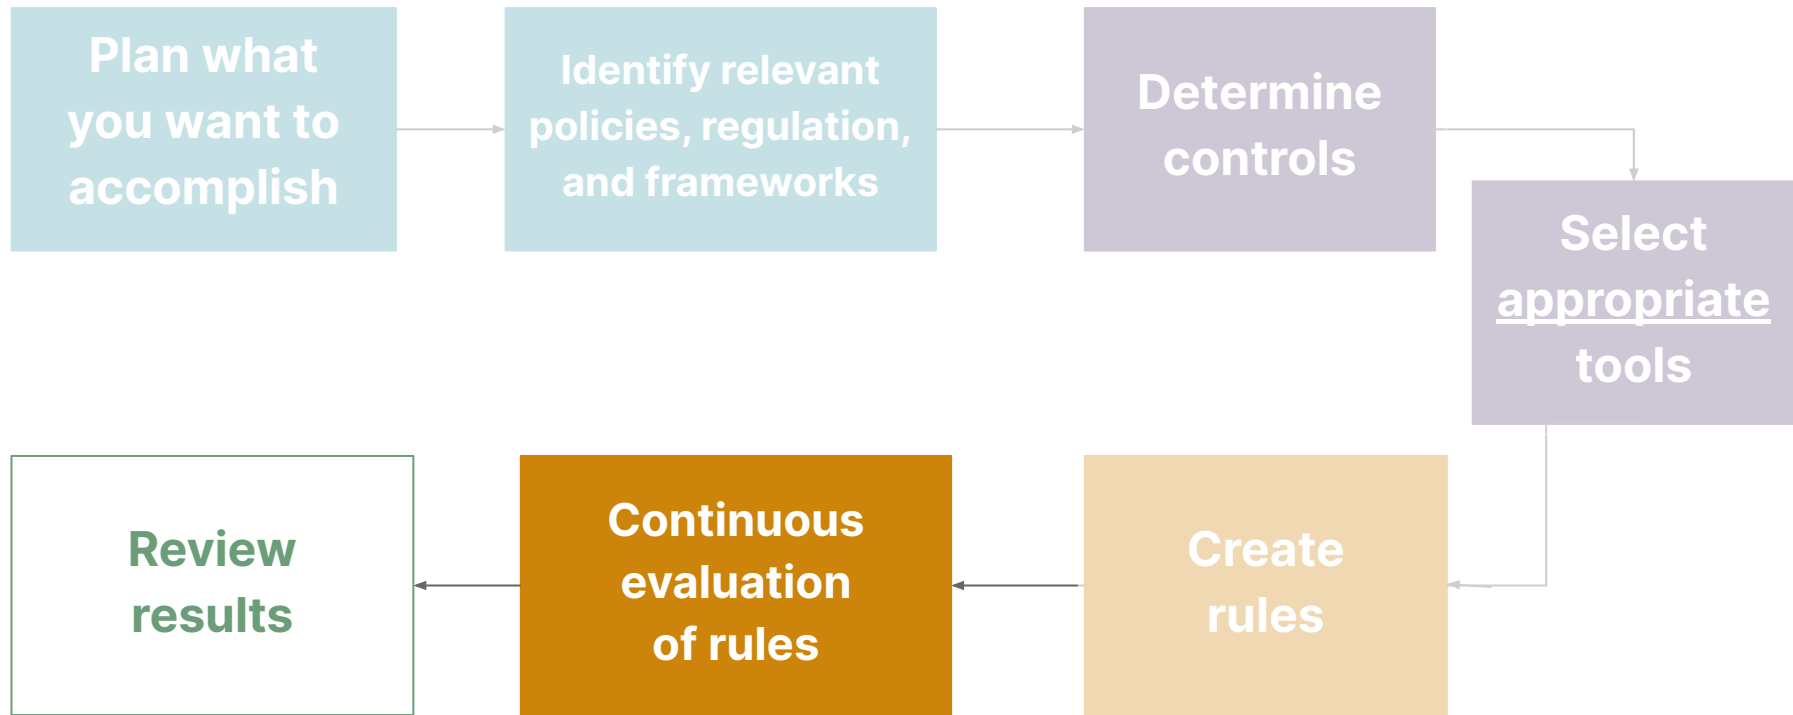 Plan what
you want to
accomplish
Identify relevant
policies, regulation,
and frameworks
Determine
controls
Select
appropriate
tools
Create
rules
Continuous
evaluation
of rules
Review
results